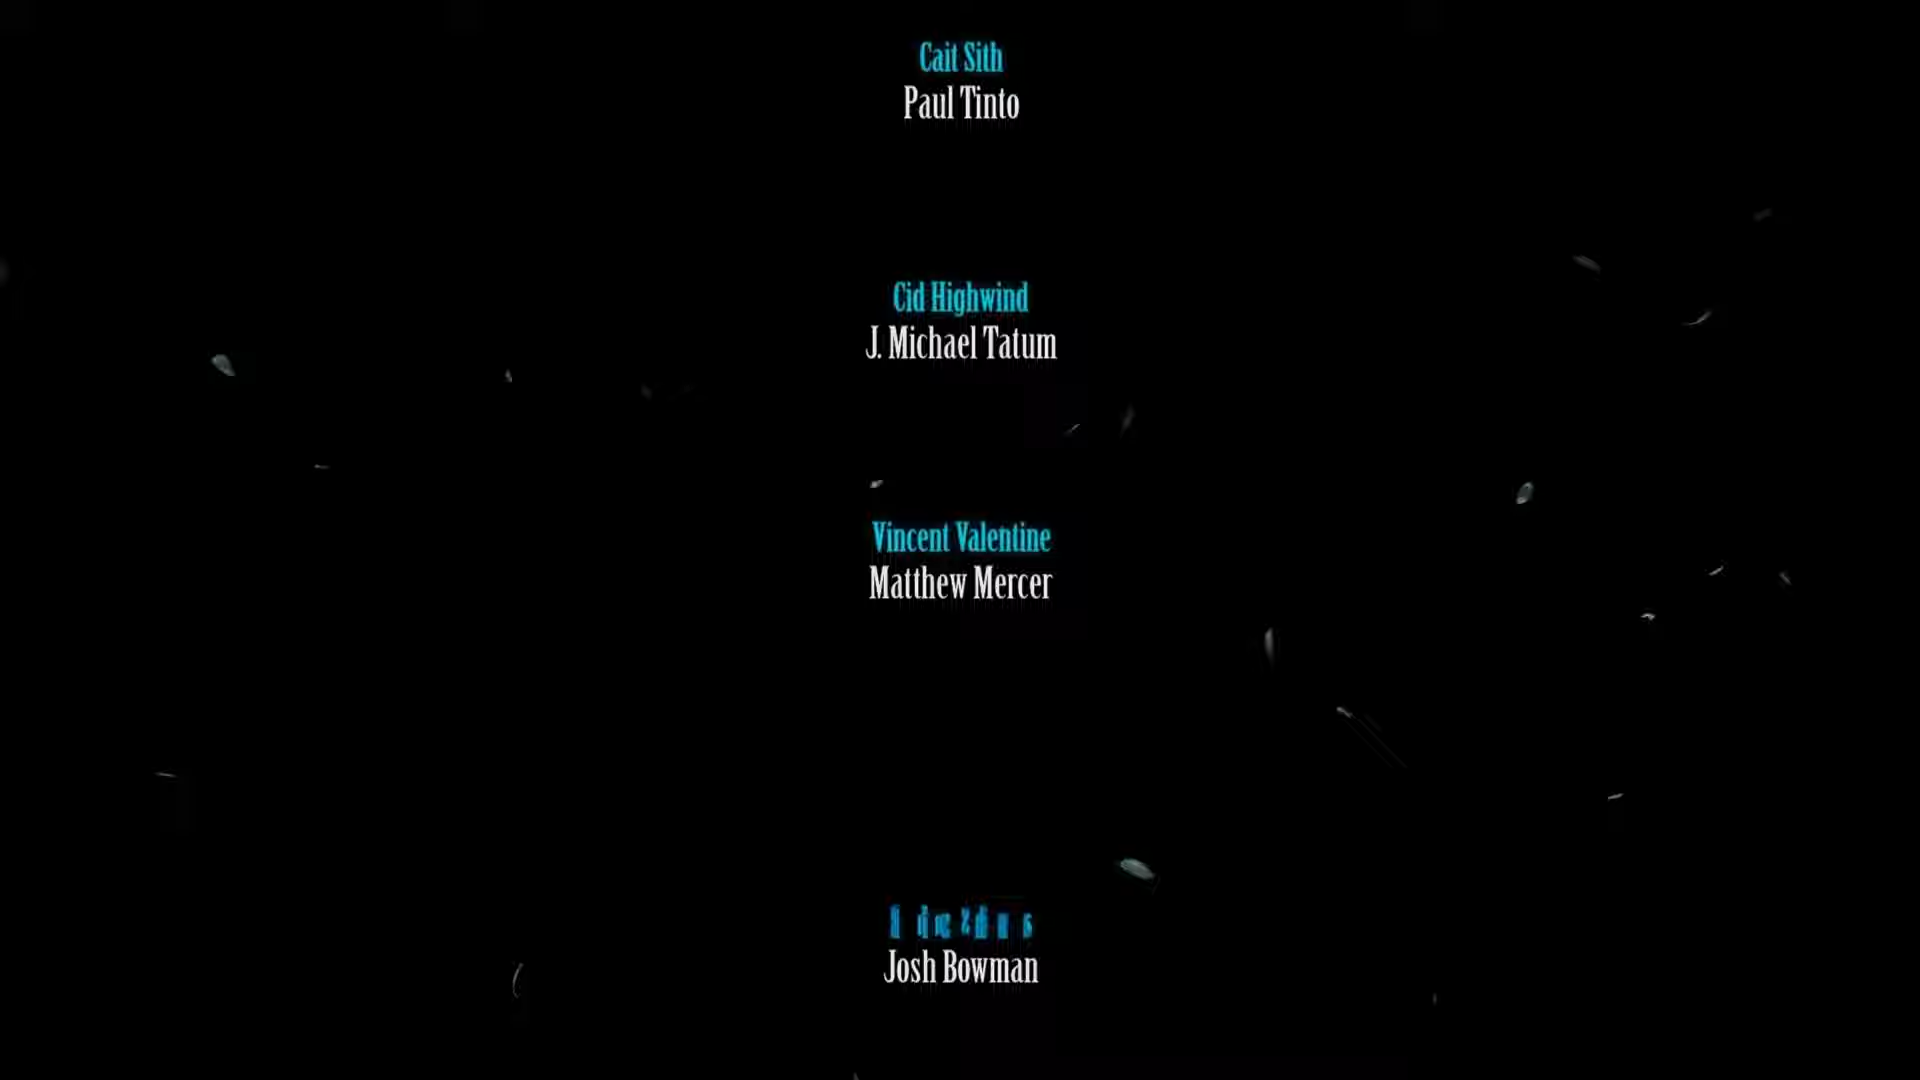 Cait Sith
Paul Tinto
Cid Highwind
J. Michael Tatum
Vincent Valentine
Matthew Mercer
Josh Bowman